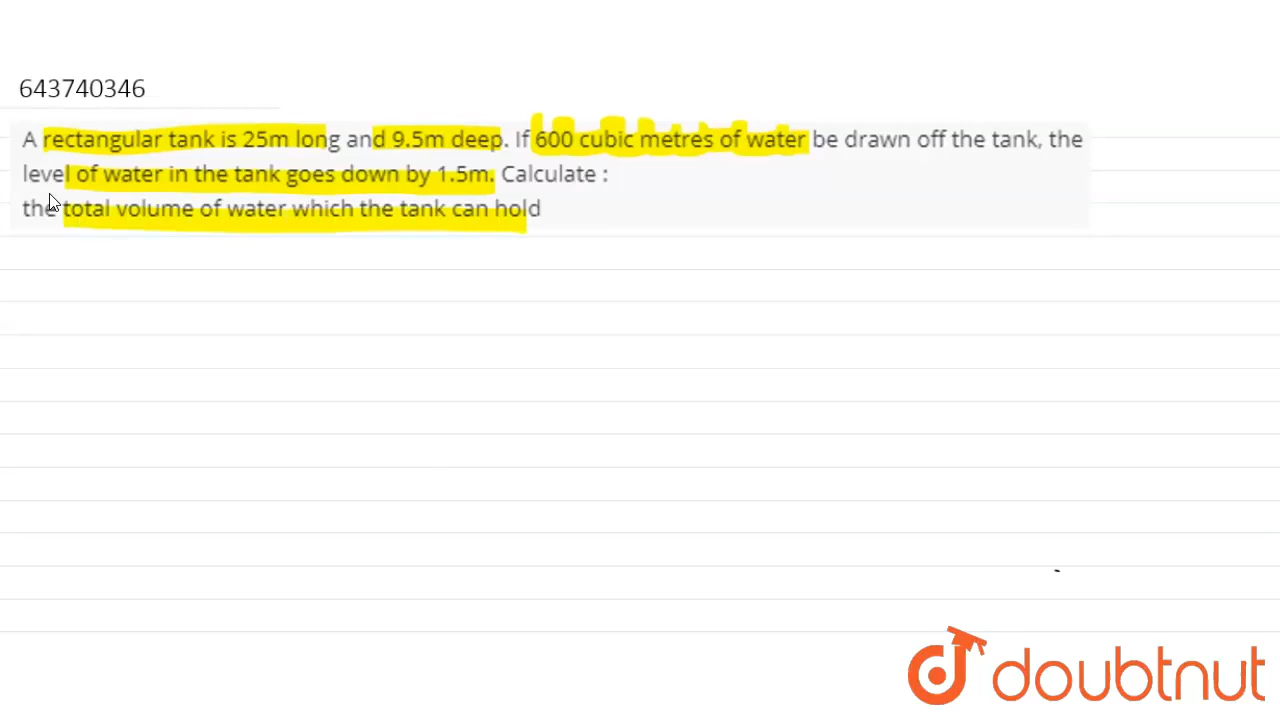 643740346
A rectangular tank is 25m long and 9.5m deep. If 600 cubic metres of water be drawn off the tank, the
level of water in the tank goes down by 1.5m. Calculate :
the total volume of water which the tank can hold
doubtnut